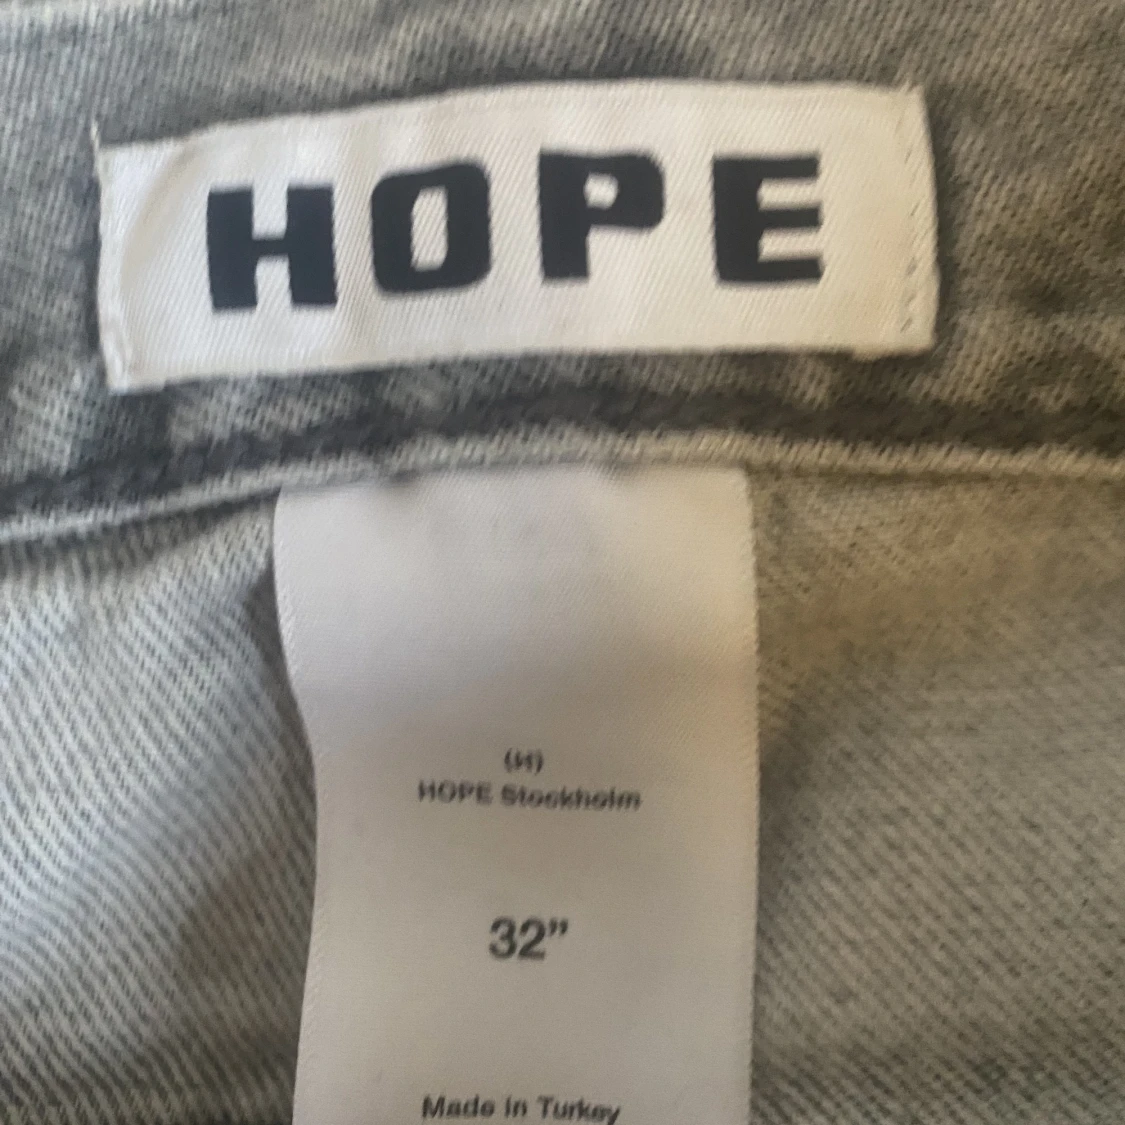 HOPE
(H)
HOPE Stockholm
32”
Made in Turkey